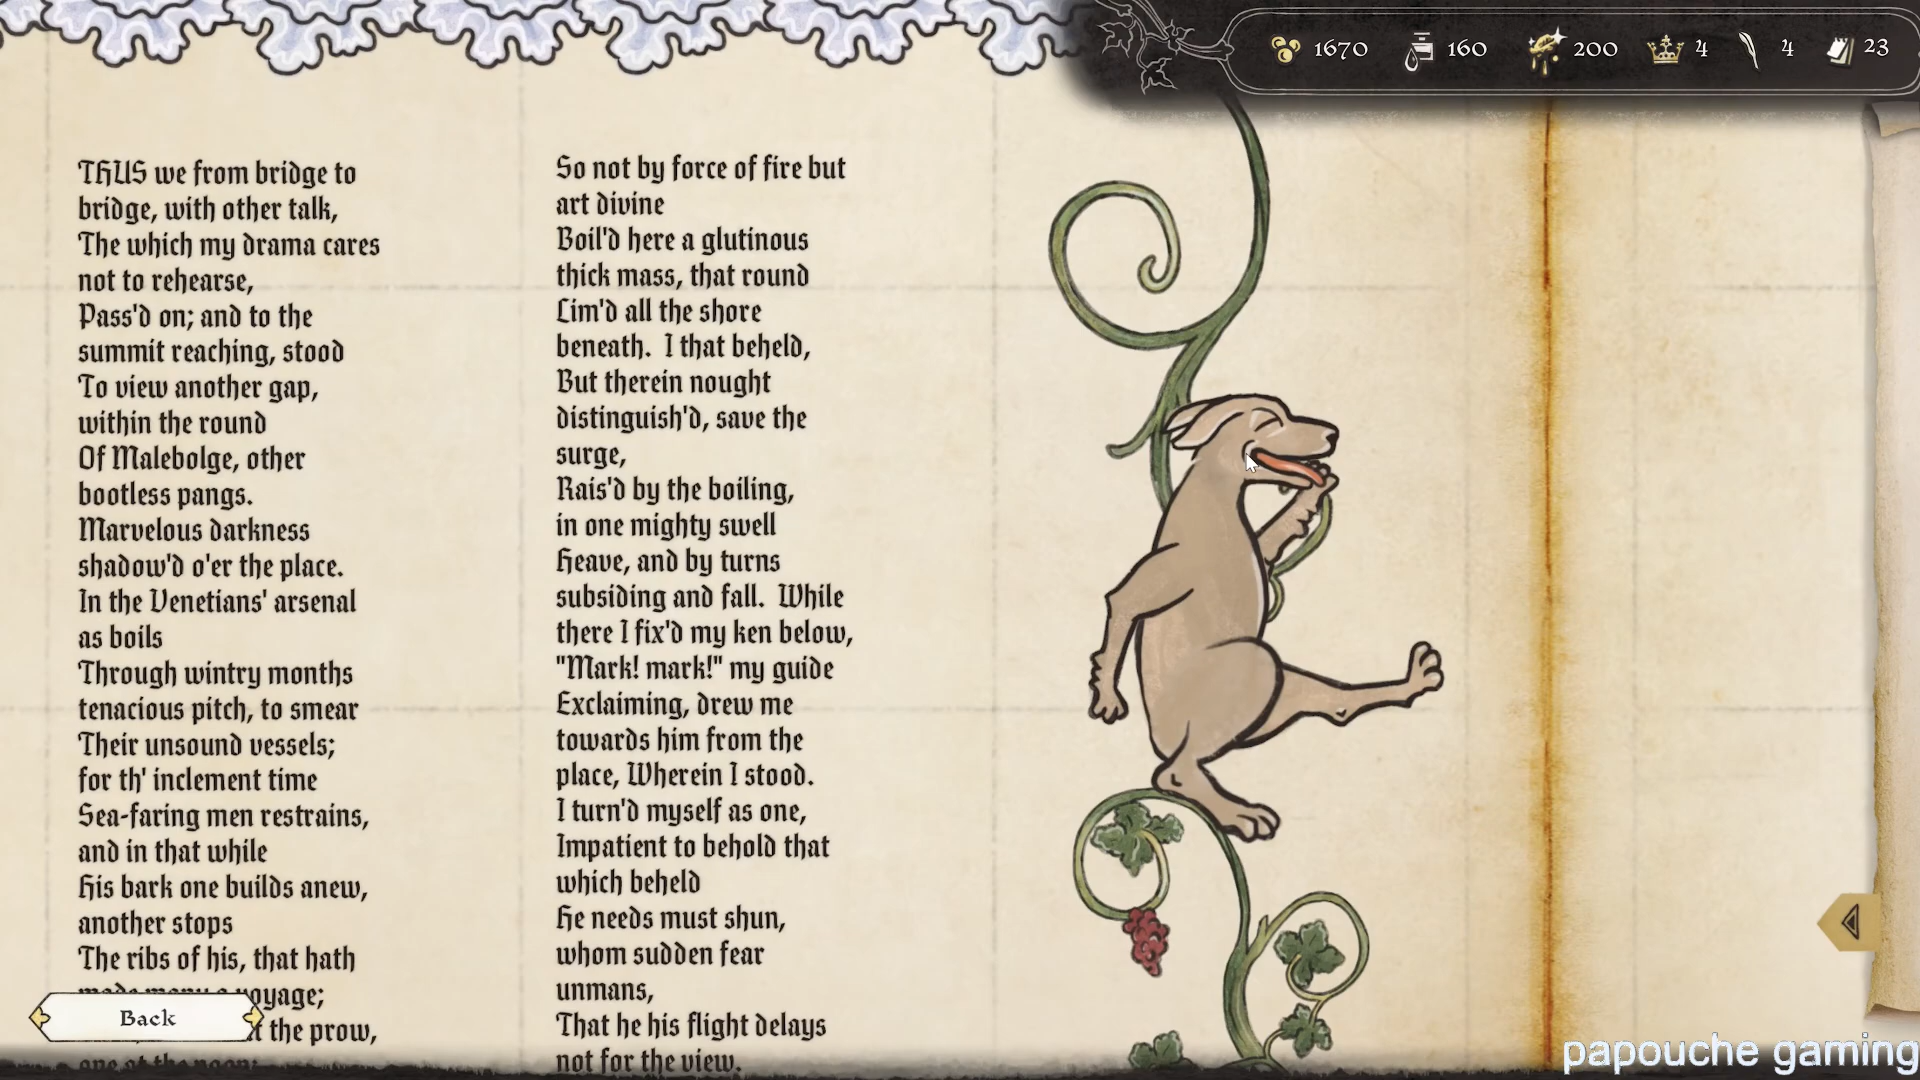 1670
160
200
4
4
23
THUS we from bridge to
bridge, with other talk,
The which my drama cares
not to rehearse,
Pass'd on; and to the
summit reaching, stood
To view another gap,
within the round
Of Malebolge, other
bootless pangs.
Marvelous darkness
shadow'd o'er the place.
In the Venetians' arsenal
as boils
Through wintry months
tenacious pitch, to smear
Their unsound vessels;
for th' inclement time
Sea-faring men restrains,
and in that while
His bark one builds anew,
another stops
The ribs of his, that hath
made many a voyage;
the prow,
one at the poop;
So not by force of fire but
art divine
Boil'd here a glutinous
thick mass, that round
Lim'd all the shore
beneath.  I that beheld,
But therein nought
distinguish'd, save the
surge,
Rais'd by the boiling,
in one mighty swell
Heave, and by turns
subsiding and fall.  While
there I fix'd my ken below,
"Mark! mark!" my guide
Exclaiming, drew me
towards him from the
place, Wherein I stood.
I turn'd myself as one,
Impatient to behold that
which beheld
He needs must shun,
whom sudden fear
unmans,
That he his flight delays
not for the view.
Back
papouche gaming